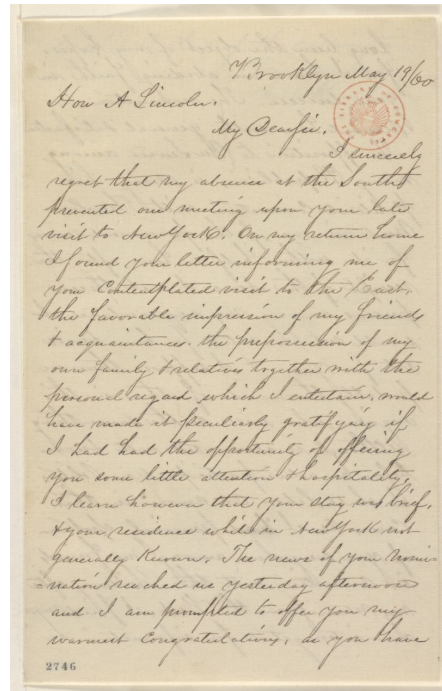 Brooklyn May 19/60
Hon A Lincoln.
My Dear Sir.
I sincerely
regret that my absence at the South
prevented our meeting upon your late
visit to New York. On my return home
I found your letter informing me of
your contemplated visit to the East.
the favorable impression of my friends
& acquaintances. the prepossession of my
own family & relatives together with the
personal regard which I entertain, would
have made it peculiarly gratifying if
I had had the opportunity of offering
you some little attention & hospitality,
I learn however that your stay was brief,
& your residence while in New York not
generally known. The news of your nomi-
=nation reached us yesterday afternoon
and I am prompted to offer you my
warmest congratulations, as you have
2746
THE LIBRARY OF CONGRESS